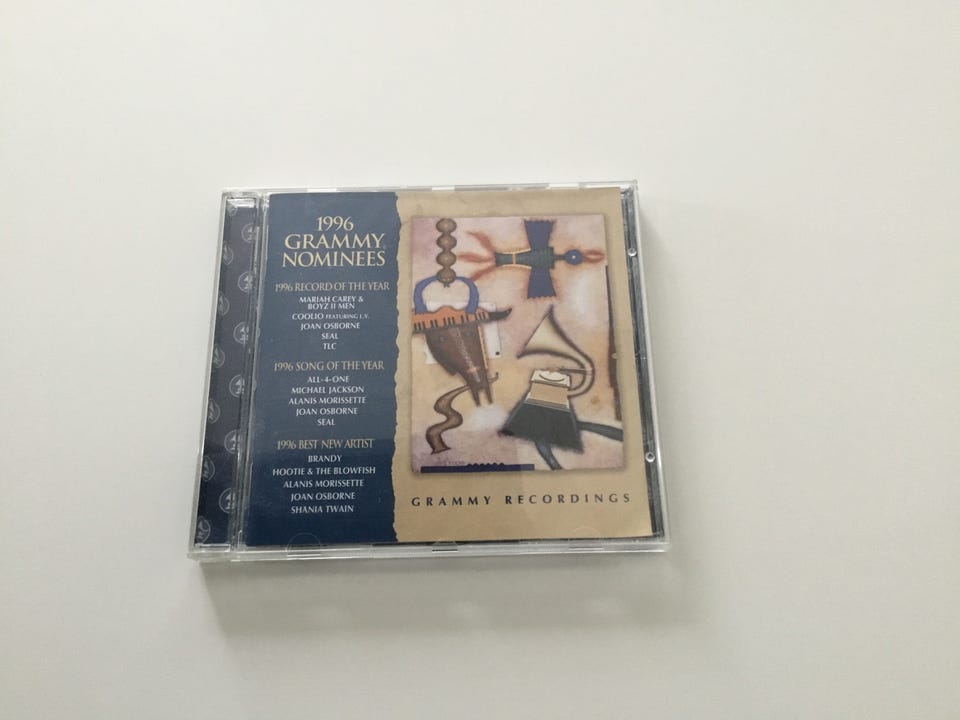 1996
GRAMMY®
NOMINEES
1996 RECORD OF THE YEAR
MARIAH CAREY &
BOYZ II MEN
COOLIO FEATURING L.V.
JOAN OSBORNE
SEAL
TLC
1996 SONG OF THE YEAR
ALL-4-ONE
MICHAEL JACKSON
ALANIS MORISSETTE
JOAN OSBORNE
SEAL
1996 BEST NEW ARTIST
BRANDY
HOOTIE & THE BLOWFISH
ALANIS MORISSETTE
JOAN OSBORNE
SHANIA TWAIN
GRAMMY RECORDINGS